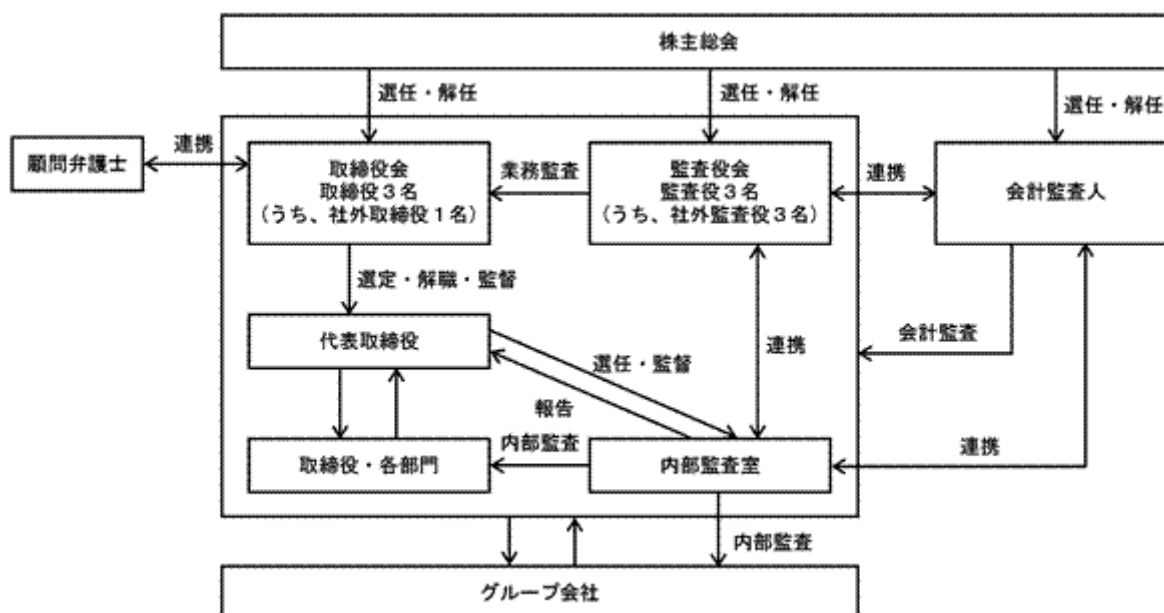 株主総会
選任・解任
選任・解任
選任・解任
顧問弁護士
連携
取締役会
取締役3名
(うち、社外取締役1名)
業務監査
監査役会
監査役3名
(うち、社外監査役3名)
連携
会計監査人
選定・解職・監督
代表取締役
選任・監督
連携
会計監査
報告
内部監査
取締役・各部門
内部監査室
連携
内部監査
グループ会社